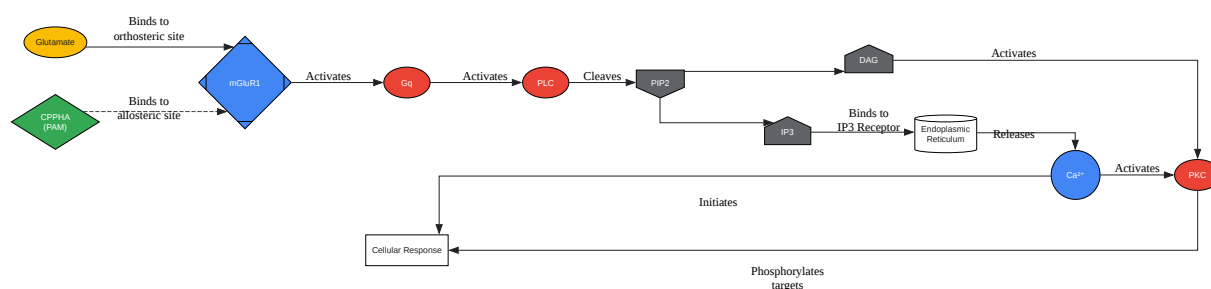 Binds to
orthosteric site
Glutamate
mGluR1
CPPHA
(PAM)
Binds to
allosteric site
Activates
Gq
Activates
PLC
Cleaves
PIP2
DAG
Activates
IP3
Binds to
IP3 Receptor
Endoplasmic
Reticulum
Releases
Ca²⁺
Activates
PKC
Initiates
Cellular Response
Phosphorylates
targets